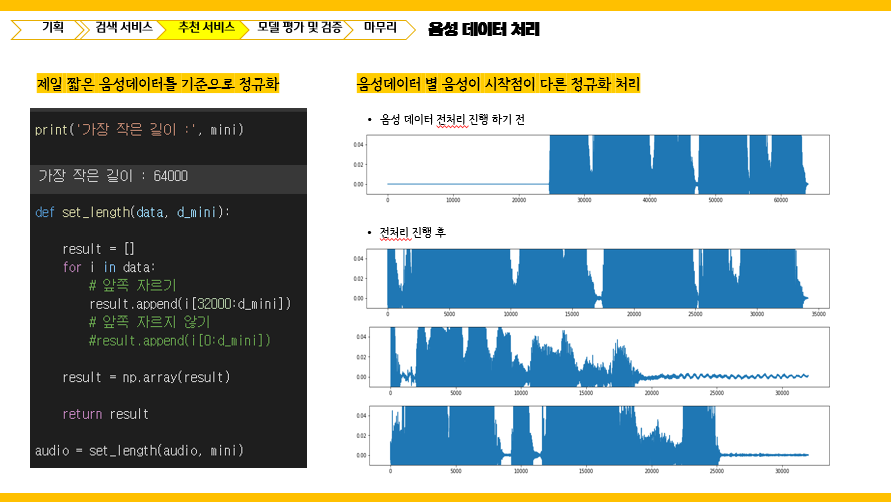 기획
검색 서비스
추천 서비스
모델 평가 및 검증
마무리
음성 데이터 처리
제일 짧은 음성데이터를 기준으로 정규화
print('가장 작은 길이 :', mini)
가장 작은 길이 : 64000
def set_length(data, d_mini):
result = []
for i in data:
# 앞쪽 자르기
result.append(i[32000:d_mini])
# 앞쪽 자르지 않기
#result.append(i[0:d_mini])
result = np.array(result)
return result
audio = set_length(audio, mini)
음성데이터 별 음성이 시작점이 다른 정규화 처리
• 음성 데이터 전처리 진행 하기 전
0.04
0.02
0.00
0 10000 20000 30000 40000 50000 60000
• 전처리 진행 후
0.04
0.02
0.00
0 5000 10000 15000 20000 25000 30000 35000
0.04
0.02
0.00
0 5000 10000 15000 20000 25000 30000
0.04
0.02
0.00
0 5000 10000 15000 20000 25000 30000